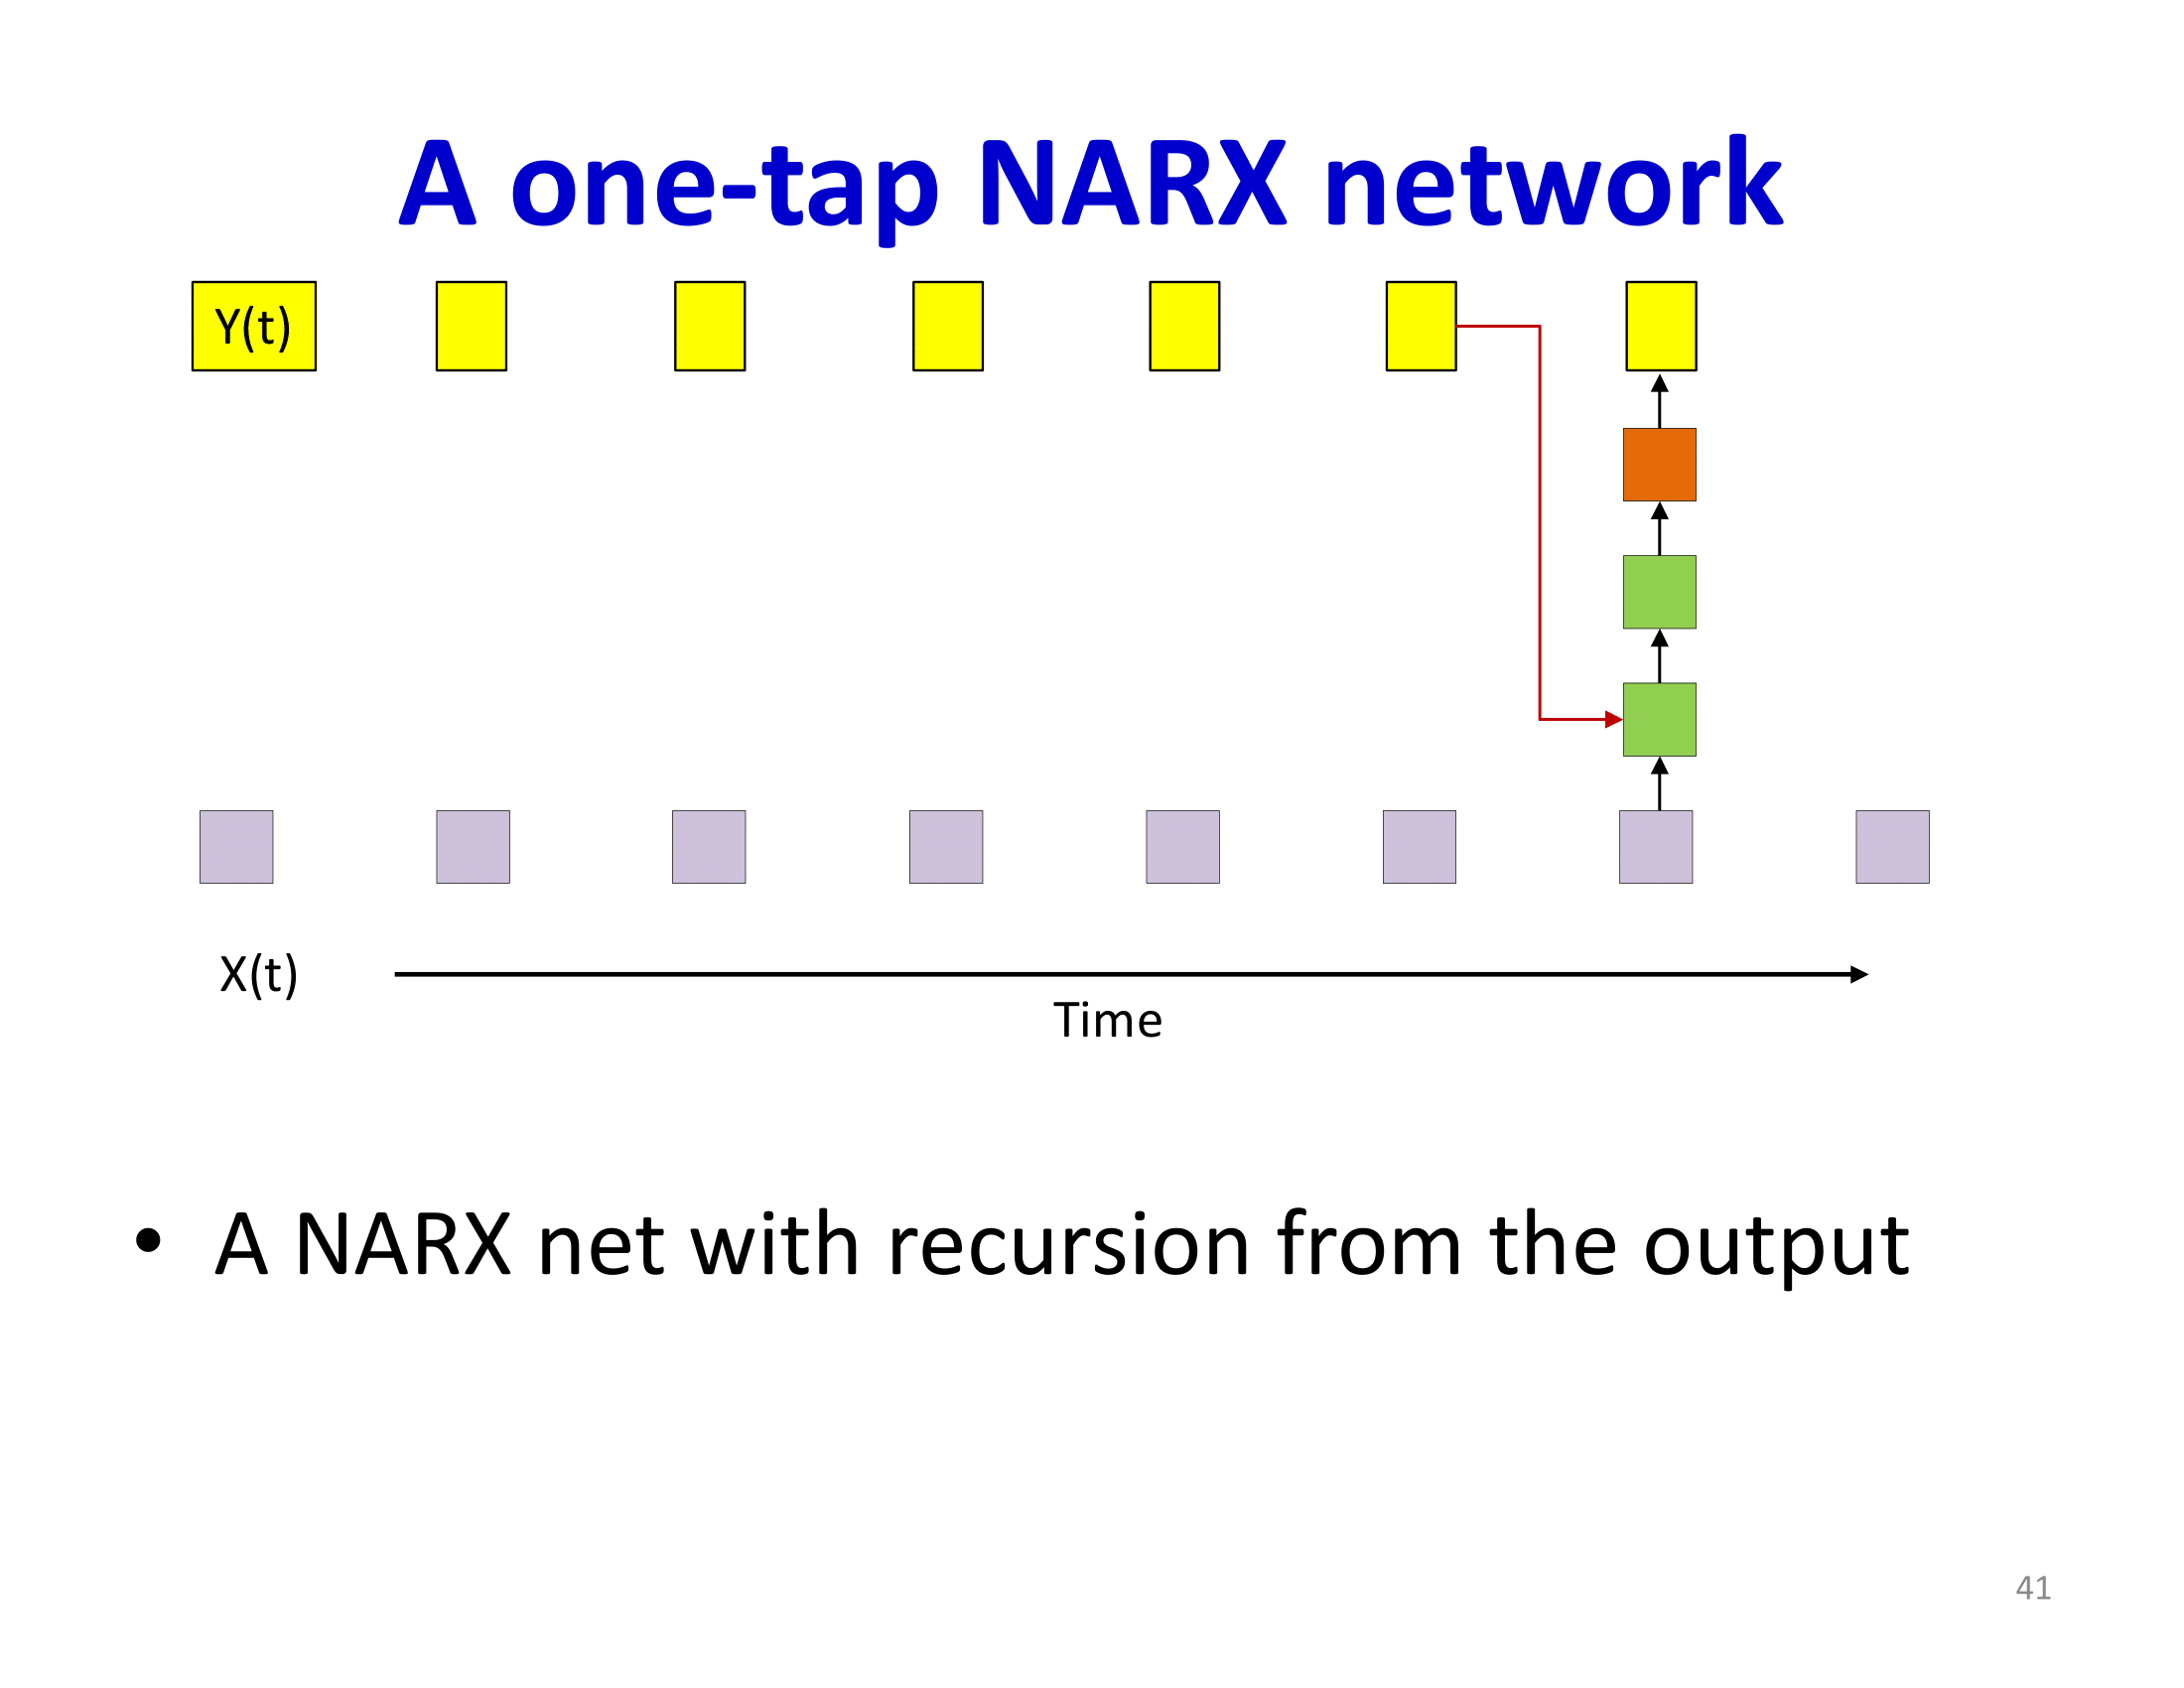 A one-tap NARX network
Y(t)
X(t)
Time
• A NARX net with recursion from the output
41